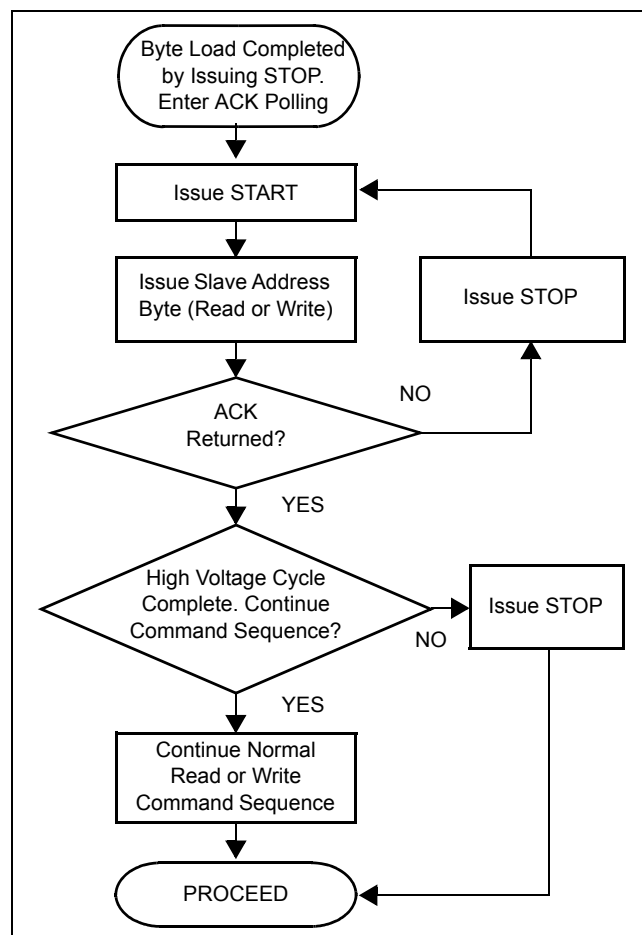 Byte Load Completed
by Issuing STOP.
Enter ACK Polling
Issue START
Issue Slave Address
Byte (Read or Write)
Issue STOP
ACK
Returned?
NO
YES
High Voltage Cycle
Complete. Continue
Command Sequence?
NO
Issue STOP
YES
Continue Normal
Read or Write
Command Sequence
PROCEED